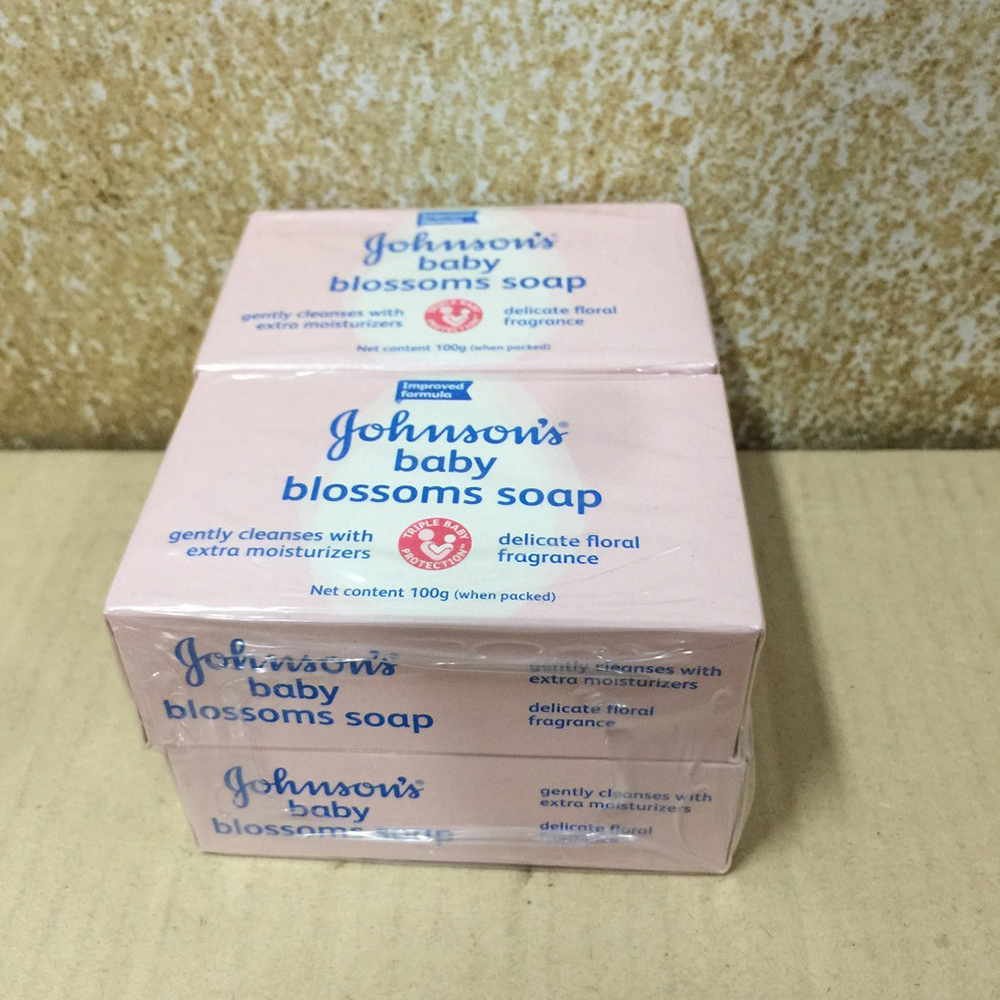 Johnson's®
baby
blossoms soap
gently cleanses with
extra moisturizers
delicate floral
fragrance
Net content 100g (when packed)
Improved
formula
Johnson's®
baby
blossoms soap
gently cleanses with
extra moisturizers
TRIPLE BABY
PROTECTION™
delicate floral
fragrance
Net content 100g (when packed)
Johnson's®
baby
blossoms soap
gently cleanses with
extra moisturizers
delicate floral
fragrance
Johnson's®
baby
blossoms soap
gently cleanses with
extra moisturizers
delicate floral